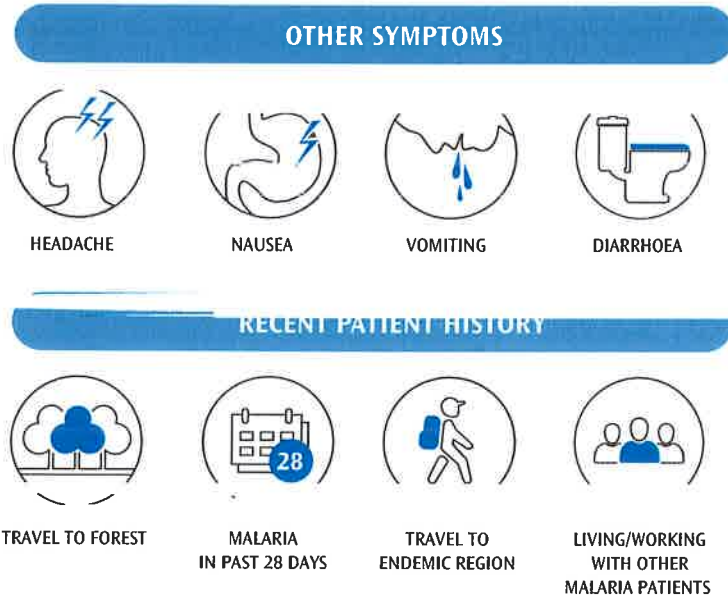 OTHER SYMPTOMS
HEADACHE
NAUSEA
VOMITING
DIARRHOEA
RECENT PATIENT HISTORY
28
TRAVEL TO FOREST
MALARIA
IN PAST 28 DAYS
TRAVEL TO
ENDEMIC REGION
LIVING/WORKING
WITH OTHER
MALARIA PATIENTS